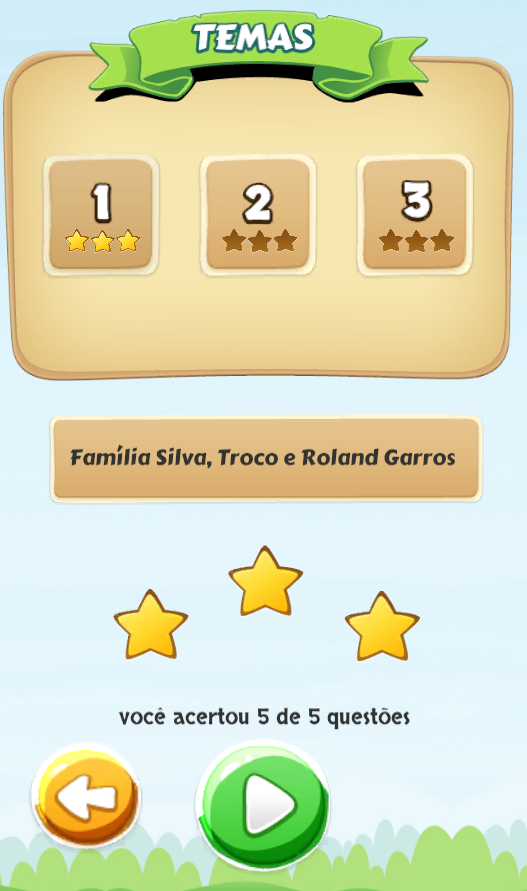 TEMAS
1
2
3
Família Silva, Troco e Roland Garros
você acertou 5 de 5 questões